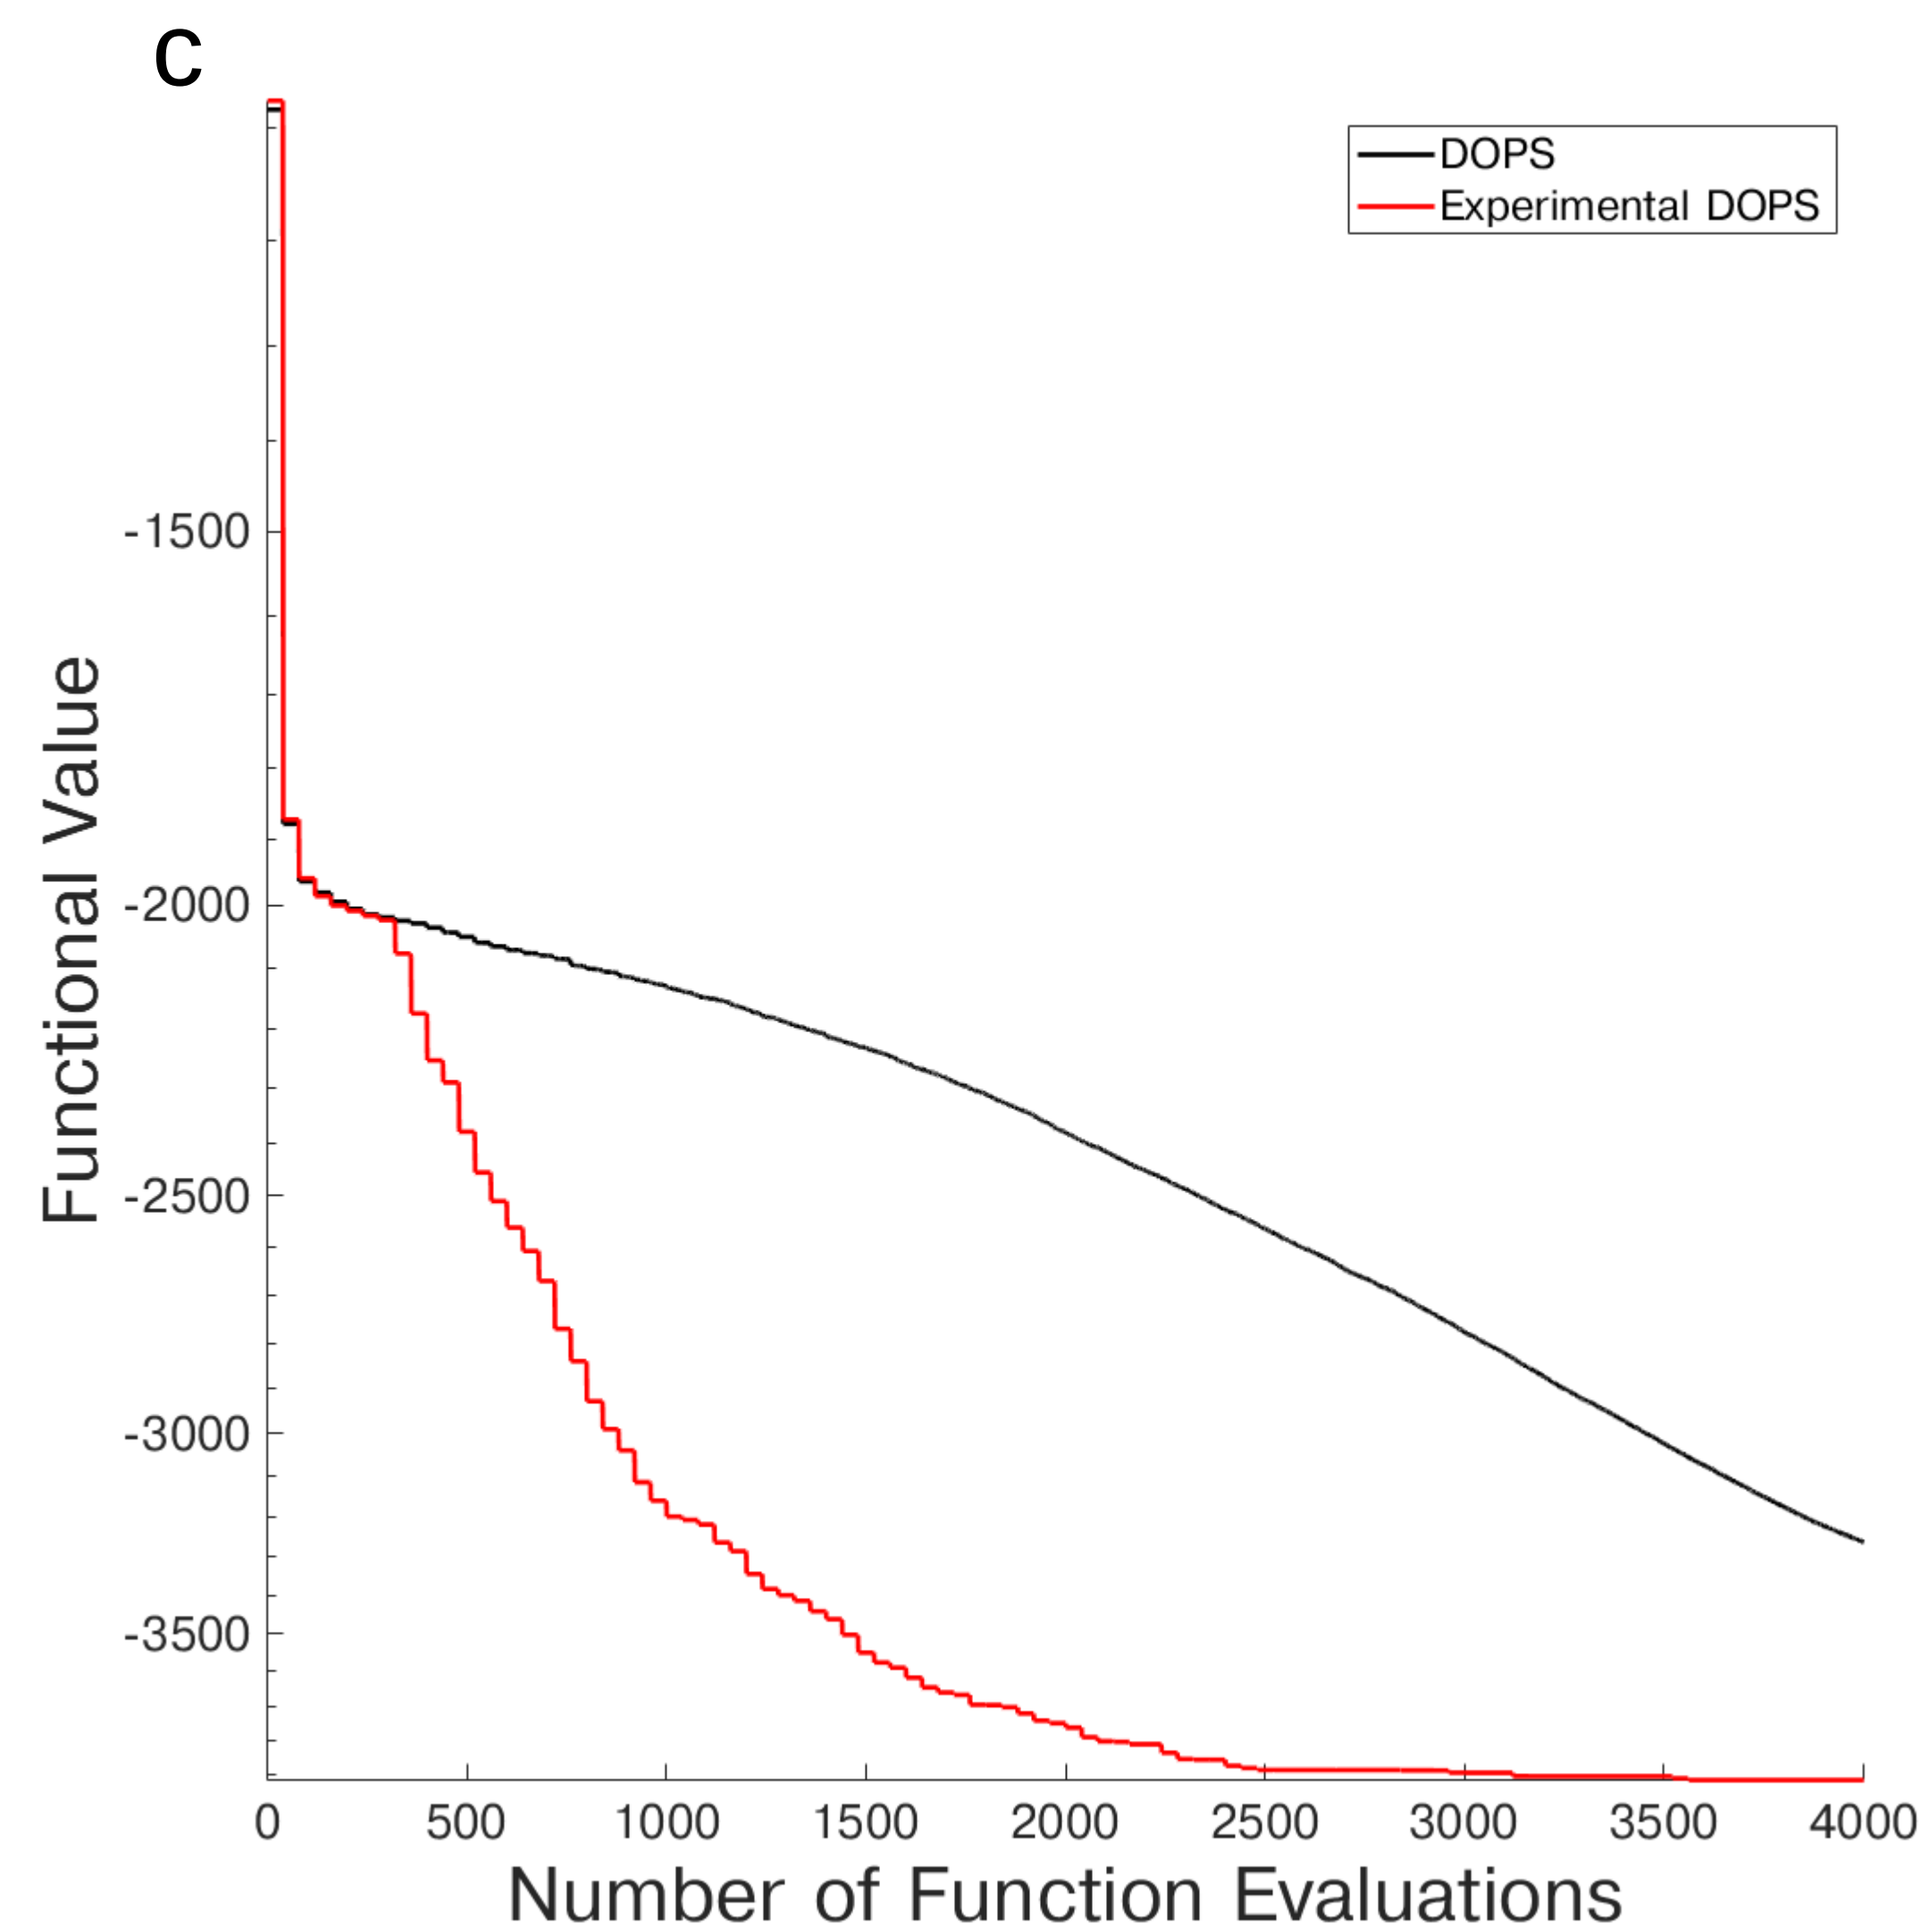 C
DOPS
Experimental DOPS
Functional Value
-1500
-2000
-2500
-3000
-3500
0 500 1000 1500 2000 2500 3000 3500 4000
Number of Function Evaluations